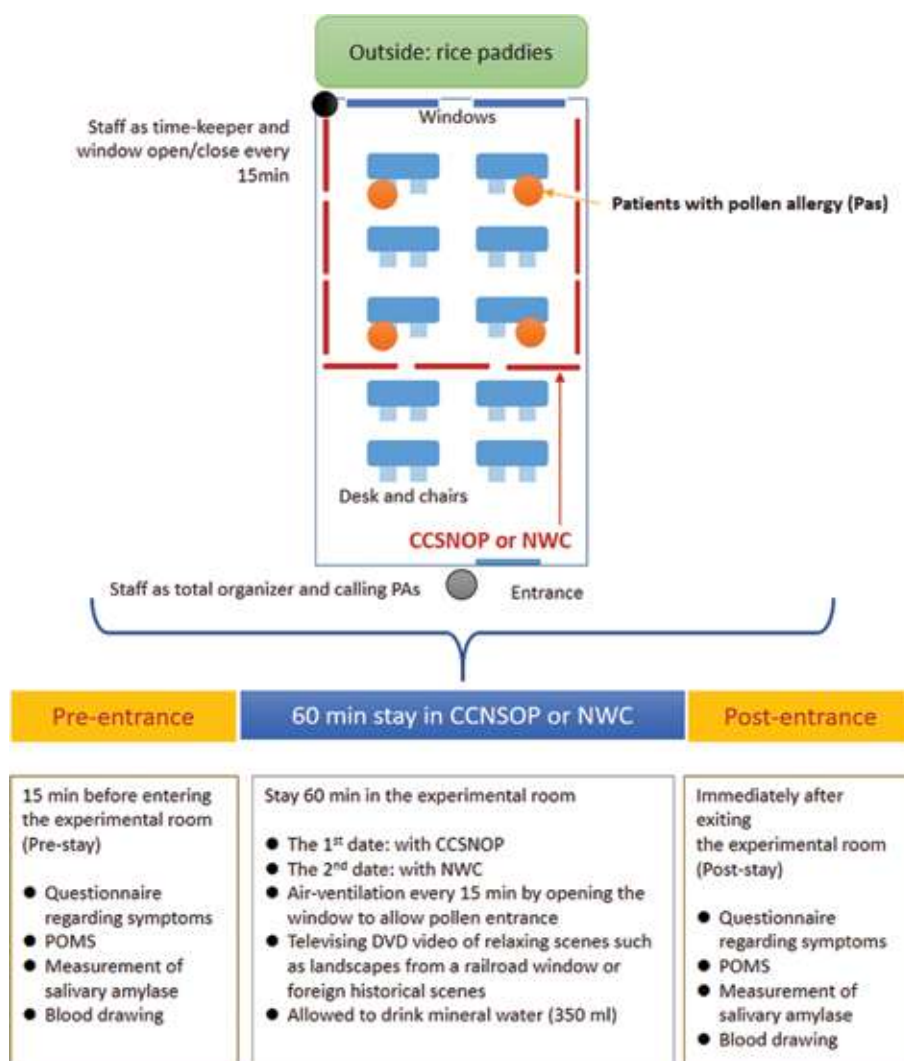 Outside: rice paddies
Windows
Staff as time-keeper and
window open/close every
15min
Patients with pollen allergy (Pas)
Desk and chairs
CCSNOP or NWC
Staff as total organizer and calling PAs
Entrance
Pre-entrance
60 min stay in CCNSOP or NWC
Post-entrance
15 min before entering
the experimental room
(Pre-stay)
● Questionnaire
regarding symptoms
● POMS
● Measurement of
salivary amylase
● Blood drawing
Stay 60 min in the experimental room
● The 1st date: with CCSNOP
● The 2nd date: with NWC
● Air-ventilation every 15 min by opening the
window to allow pollen entrance
● Televising DVD video of relaxing scenes such
as landscapes from a railroad window or
foreign historical scenes
● Allowed to drink mineral water (350 ml)
Immediately after
exiting
the experimental room
(Post-stay)
● Questionnaire
regarding symptoms
● POMS
● Measurement of
salivary amylase
● Blood drawing